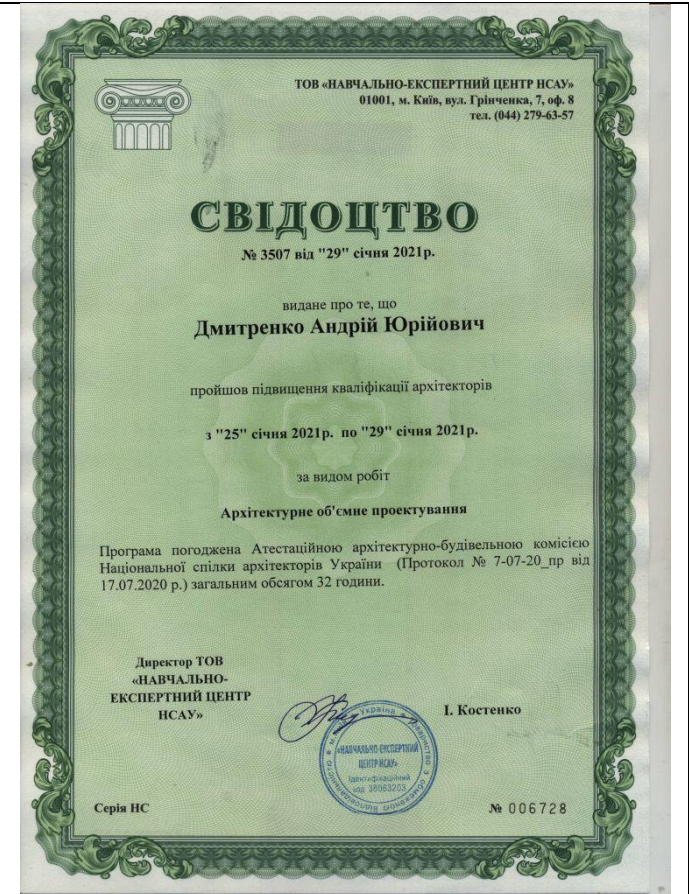 ТОВ «НАВЧАЛЬНО-ЕКСПЕРТНИЙ ЦЕНТР НСАУ»
01001, м. Київ, вул. Грінченка, 7, оф. 8
тел. (044) 279-63-57
СВІДОЦТВО
№ 3507 від "29" січня 2021р.
видане про те, що
Дмитренко Андрій Юрійович
пройшов підвищення кваліфікації архітекторів
з "25" січня 2021р. по "29" січня 2021р.
за видом робіт
Архітектурне об'ємне проектування
Програма погоджена Атестаційною архітектурно-будівельною комісією
Національної спілки архітекторів України (Протокол № 7-07-20_пр від
17.07.2020 р.) загальним обсягом 32 години.
Директор ТОВ
«НАВЧАЛЬНО-
ЕКСПЕРТНИЙ ЦЕНТР
НСАУ»
І. Костенко
Україна
товариство з обмеженою відповідальністю
«НАВЧАЛЬНО-ЕКСПЕРТНИЙ
ЦЕНТР НСАУ»
Ідентифікаційний
код 38063203
Серія НС
№ 006728